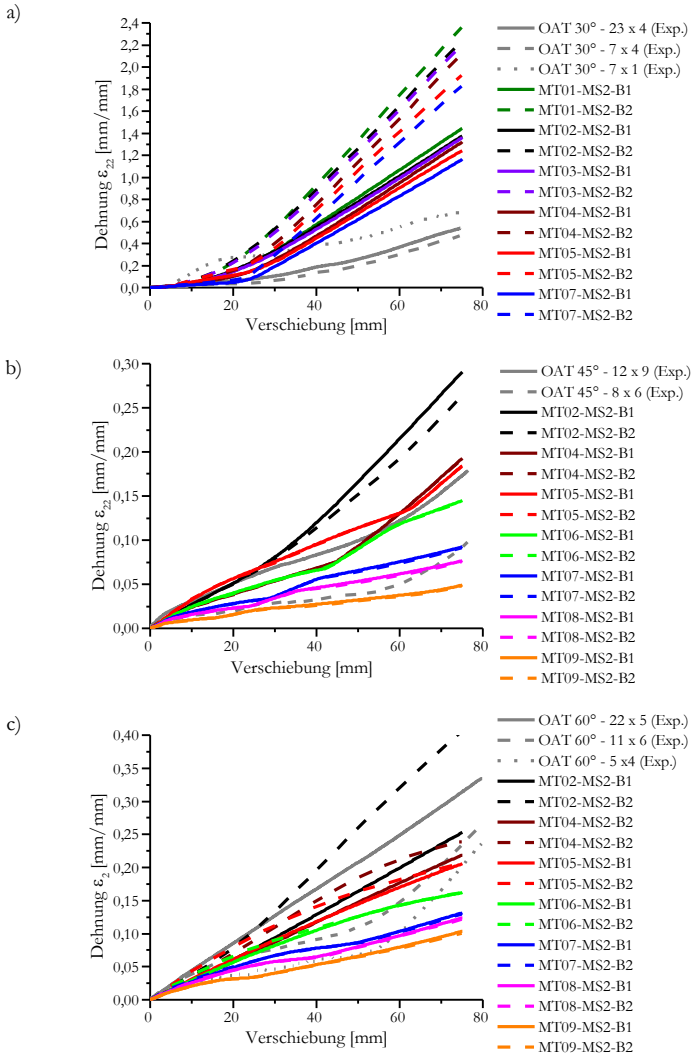 a)
Dehnung ε₂₂ [mm/mm]
2,4
2,2
2,0
1,8
1,6
1,4
1,2
1,0
0,8
0,6
0,4
0,2
0,0
0
20
40
60
80
Verschiebung [mm]
OAT 30° - 23 x 4 (Exp.)
OAT 30° - 7 x 4 (Exp.)
OAT 30° - 7 x 1 (Exp.)
MT01-MS2-B1
MT01-MS2-B2
MT02-MS2-B1
MT02-MS2-B2
MT03-MS2-B1
MT03-MS2-B2
MT04-MS2-B1
MT04-MS2-B2
MT05-MS2-B1
MT05-MS2-B2
MT07-MS2-B1
MT07-MS2-B2
b)
Dehnung ε₂₂ [mm/mm]
0,30
0,25
0,20
0,15
0,10
0,05
0,00
0
20
40
60
80
Verschiebung [mm]
OAT 45° - 12 x 9 (Exp.)
OAT 45° - 8 x 6 (Exp.)
MT02-MS2-B1
MT02-MS2-B2
MT04-MS2-B1
MT04-MS2-B2
MT05-MS2-B1
MT05-MS2-B2
MT06-MS2-B1
MT06-MS2-B2
MT07-MS2-B1
MT07-MS2-B2
MT08-MS2-B1
MT08-MS2-B2
MT09-MS2-B1
MT09-MS2-B2
c)
Dehnung ε₂ [mm/mm]
0,40
0,35
0,30
0,25
0,20
0,15
0,10
0,05
0,00
0
20
40
60
80
Verschiebung [mm]
OAT 60° - 22 x 5 (Exp.)
OAT 60° - 11 x 6 (Exp.)
OAT 60° - 5 x4 (Exp.)
MT02-MS2-B1
MT02-MS2-B2
MT04-MS2-B2
MT04-MS2-B2
MT05-MS2-B1
MT05-MS2-B2
MT06-MS2-B1
MT06-MS2-B2
MT07-MS2-B1
MT07-MS2-B2
MT08-MS2-B1
MT08-MS2-B2
MT09-MS2-B1
MT09-MS2-B2